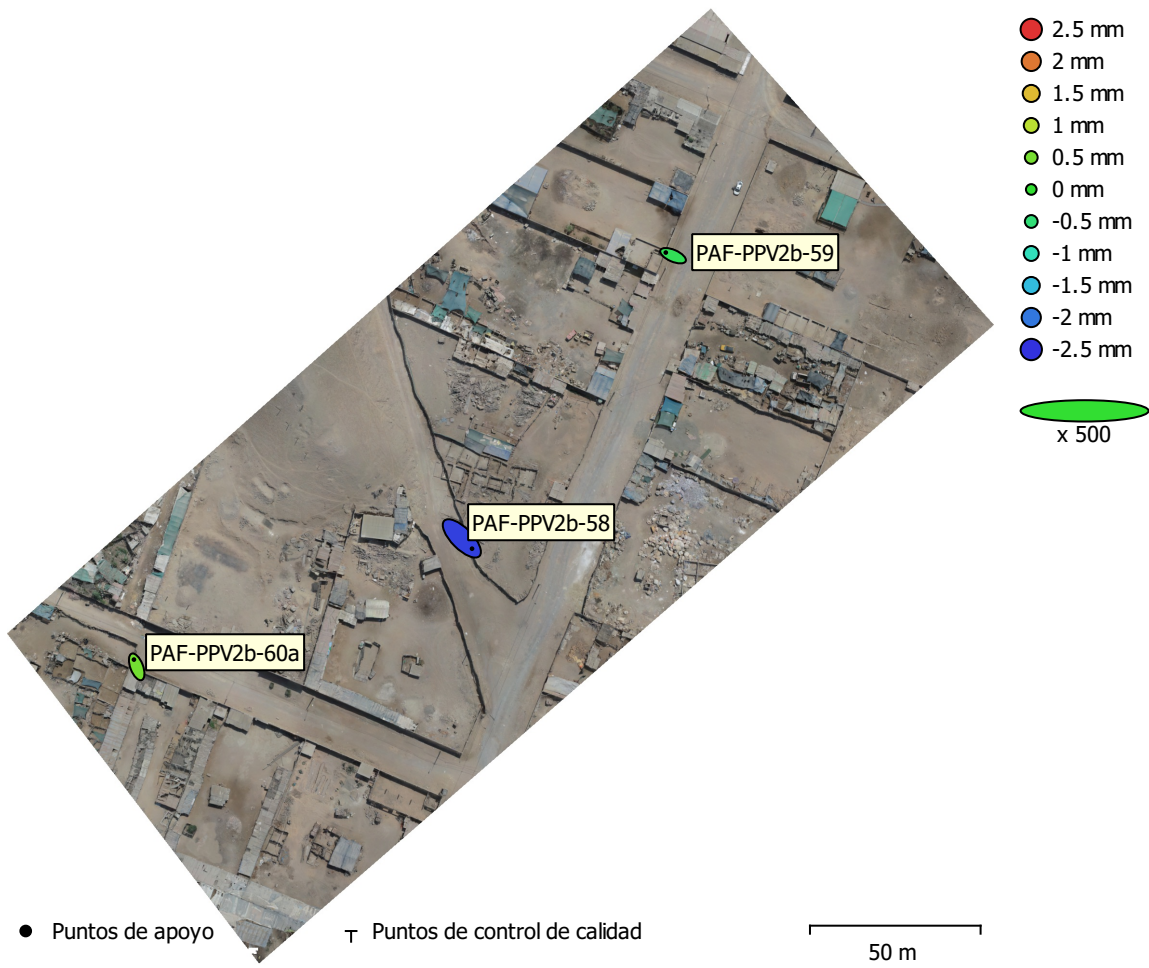 2.5 mm
2 mm
1.5 mm
1 mm
0.5 mm
0 mm
-0.5 mm
-1 mm
-1.5 mm
-2 mm
-2.5 mm
x 500
PAF-PPV2b-59
PAF-PPV2b-58
PAF-PPV2b-60a
Puntos de apoyo
Puntos de control de calidad
50 m